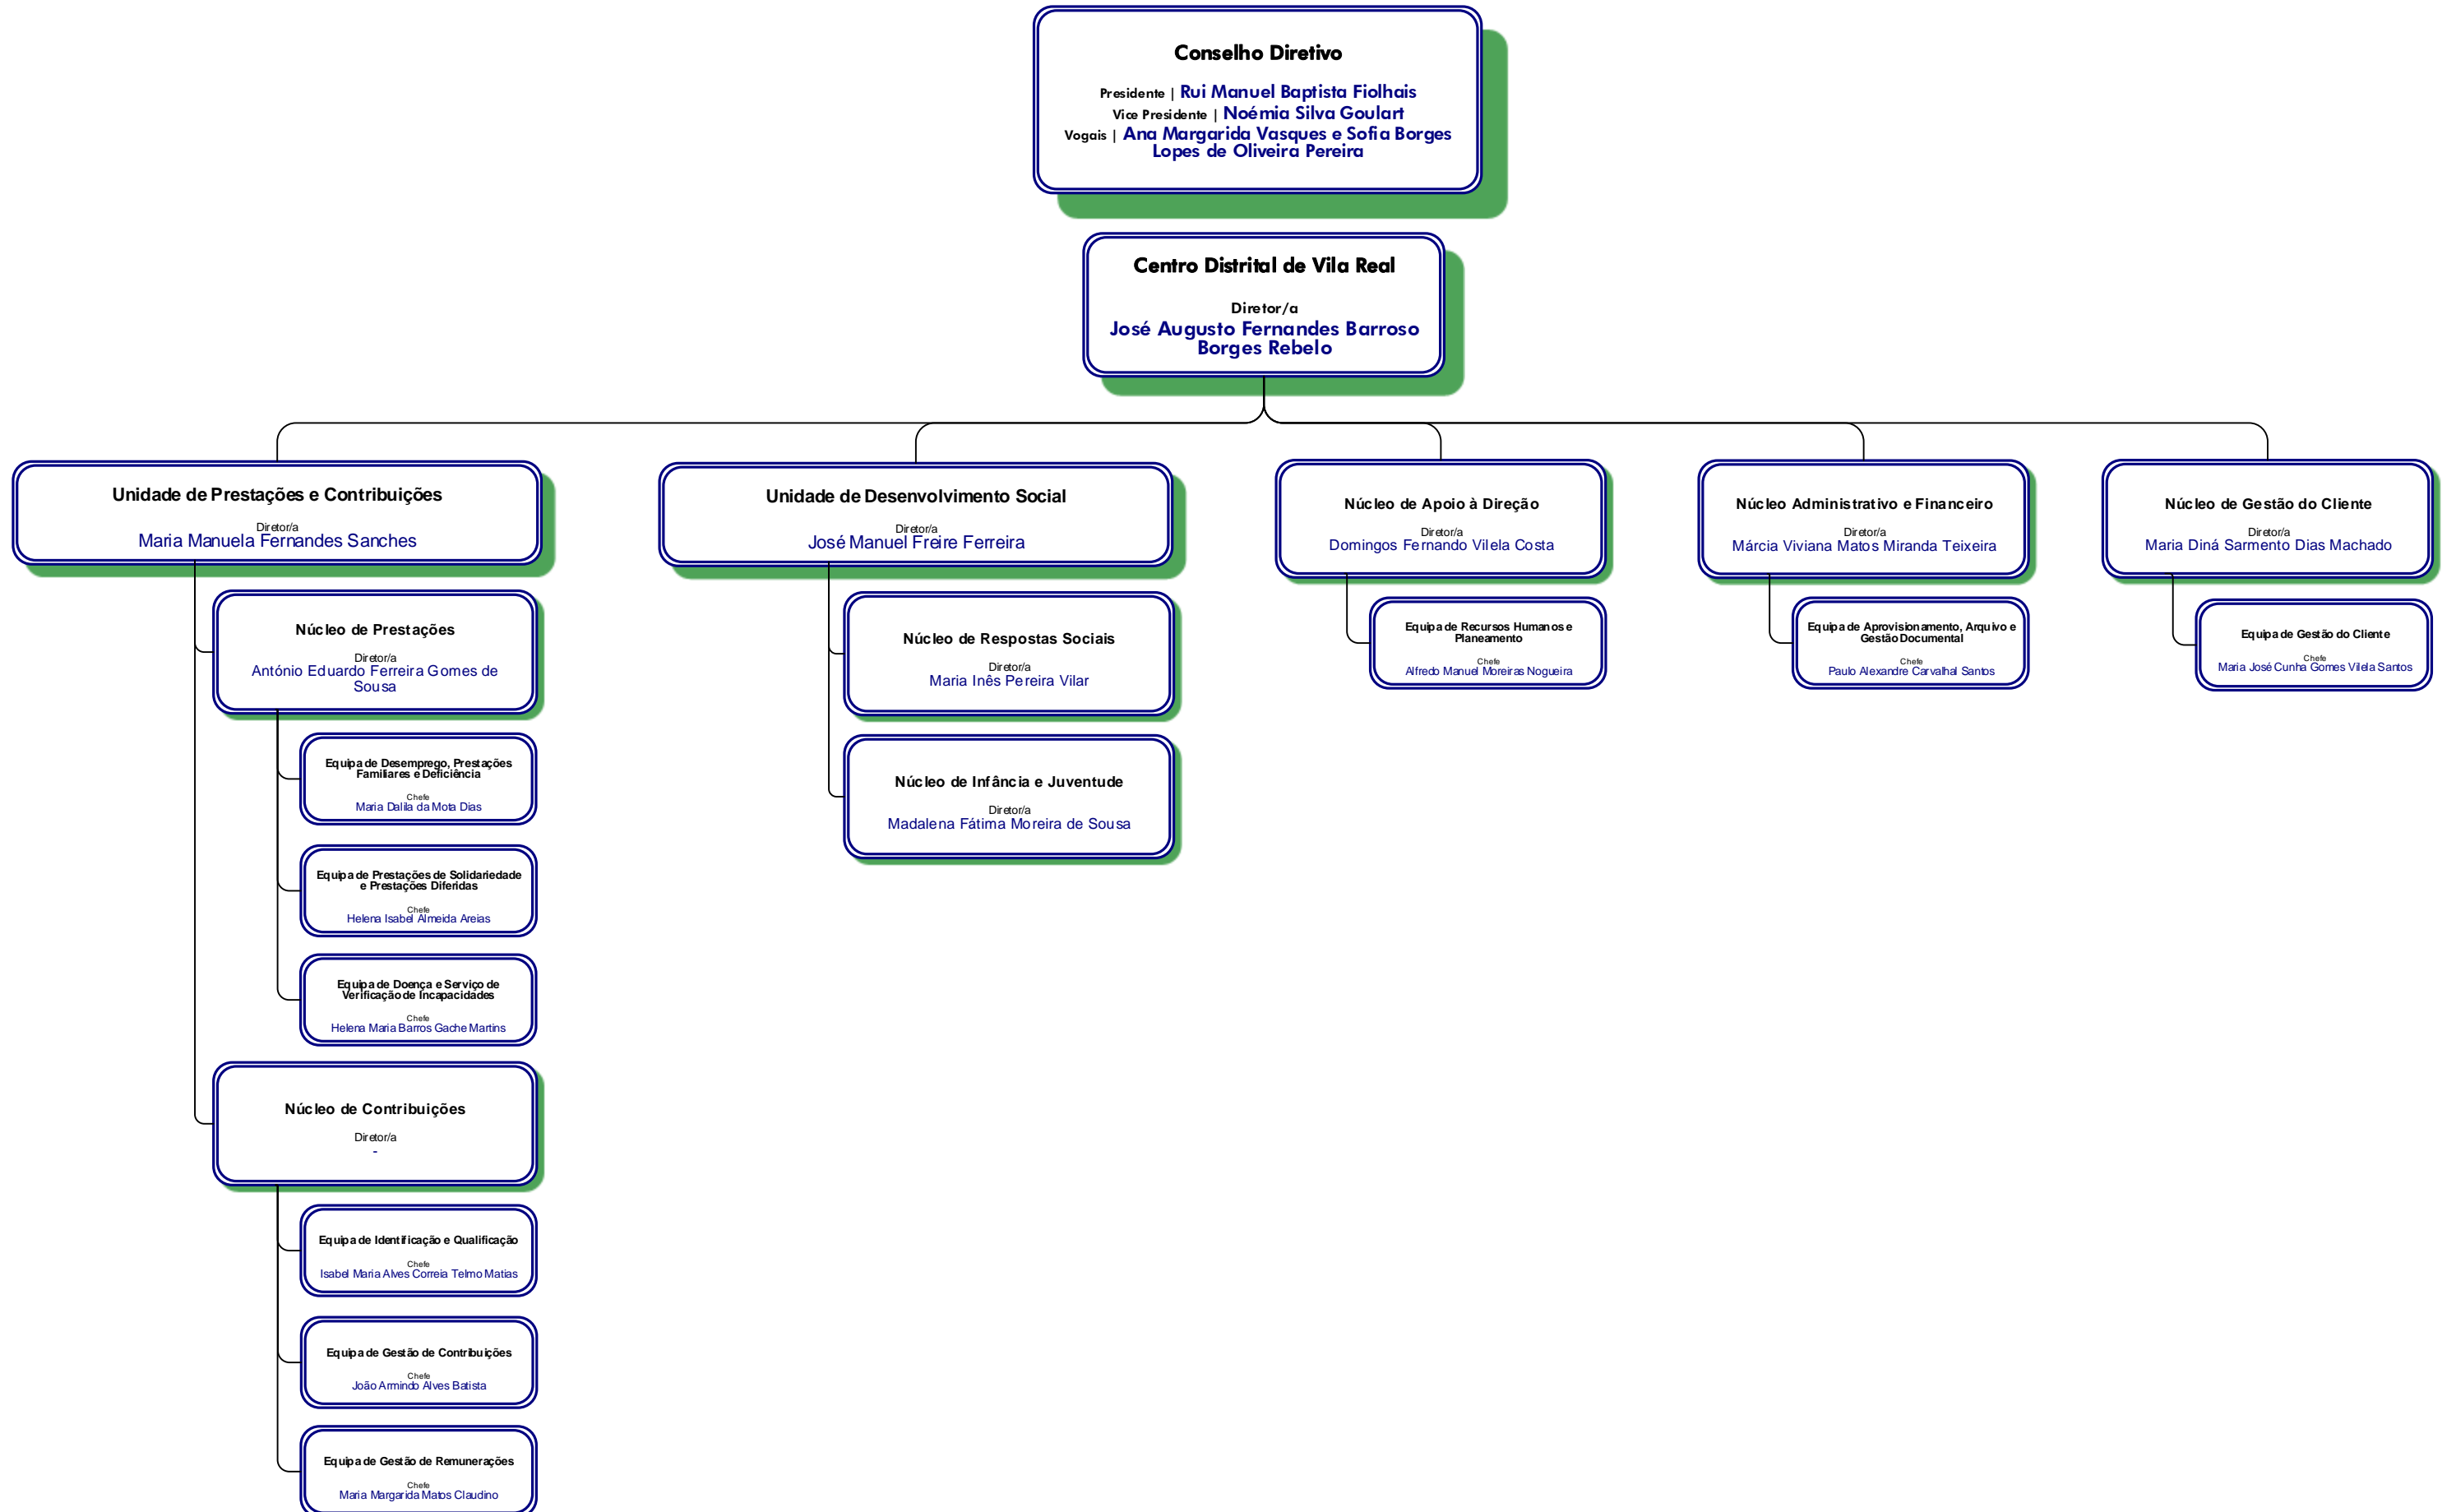 Conselho Diretivo
Presidente | Rui Manuel Baptista Fiolhais
Vice Presidente | Noémia Silva Goulart
Vogais | Ana Margarida Vasques e Sofia Borges
Lopes de Oliveira Pereira
Centro Distrital de Vila Real
Diretor/a
José Augusto Fernandes Barroso
Borges Rebelo
Unidade de Prestações e Contribuições
Diretor/a
Maria Manuela Fernandes Sanches
Unidade de Desenvolvimento Social
Diretor/a
José Manuel Freire Ferreira
Núcleo de Apoio à Direção
Diretor/a
Domingos Fernando Vilela Costa
Núcleo Administrativo e Financeiro
Diretor/a
Márcia Viviana Matos Miranda Teixeira
Núcleo de Gestão do Cliente
Diretor/a
Maria Diná Sarmento Dias Machado
Núcleo de Prestações
Diretor/a
António Eduardo Ferreira Gomes de
Sousa
Núcleo de Respostas Sociais
Diretor/a
Maria Inês Pereira Vilar
Equipa de Recursos Humanos e
Planeamento
Chefe
Alfredo Manuel Moreiras Nogueira
Equipa de Aprovisionamento, Arquivo e
Gestão Documental
Chefe
Paulo Alexandre Carvalhal Santos
Equipa de Gestão do Cliente
Chefe
Maria José Cunha Gomes Vilela Santos
Equipa de Desemprego, Prestações
Familiares e Deficiência
Chefe
Maria Dalila da Mota Dias
Núcleo de Infância e Juventude
Diretor/a
Madalena Fátima Moreira de Sousa
Equipa de Prestações de Solidariedade
e Prestações Diferidas
Chefe
Helena Isabel Almeida Areias
Equipa de Doença e Serviço de
Verificação de Incapacidades
Chefe
Helena Maria Barros Gache Martins
Núcleo de Contribuições
Diretor/a
-
Equipa de Identificação e Qualificação
Chefe
Isabel Maria Alves Correia Telmo Matias
Equipa de Gestão de Contribuições
Chefe
João Armindo Alves Batista
Equipa de Gestão de Remunerações
Chefe
Maria Margarida Matos Claudino